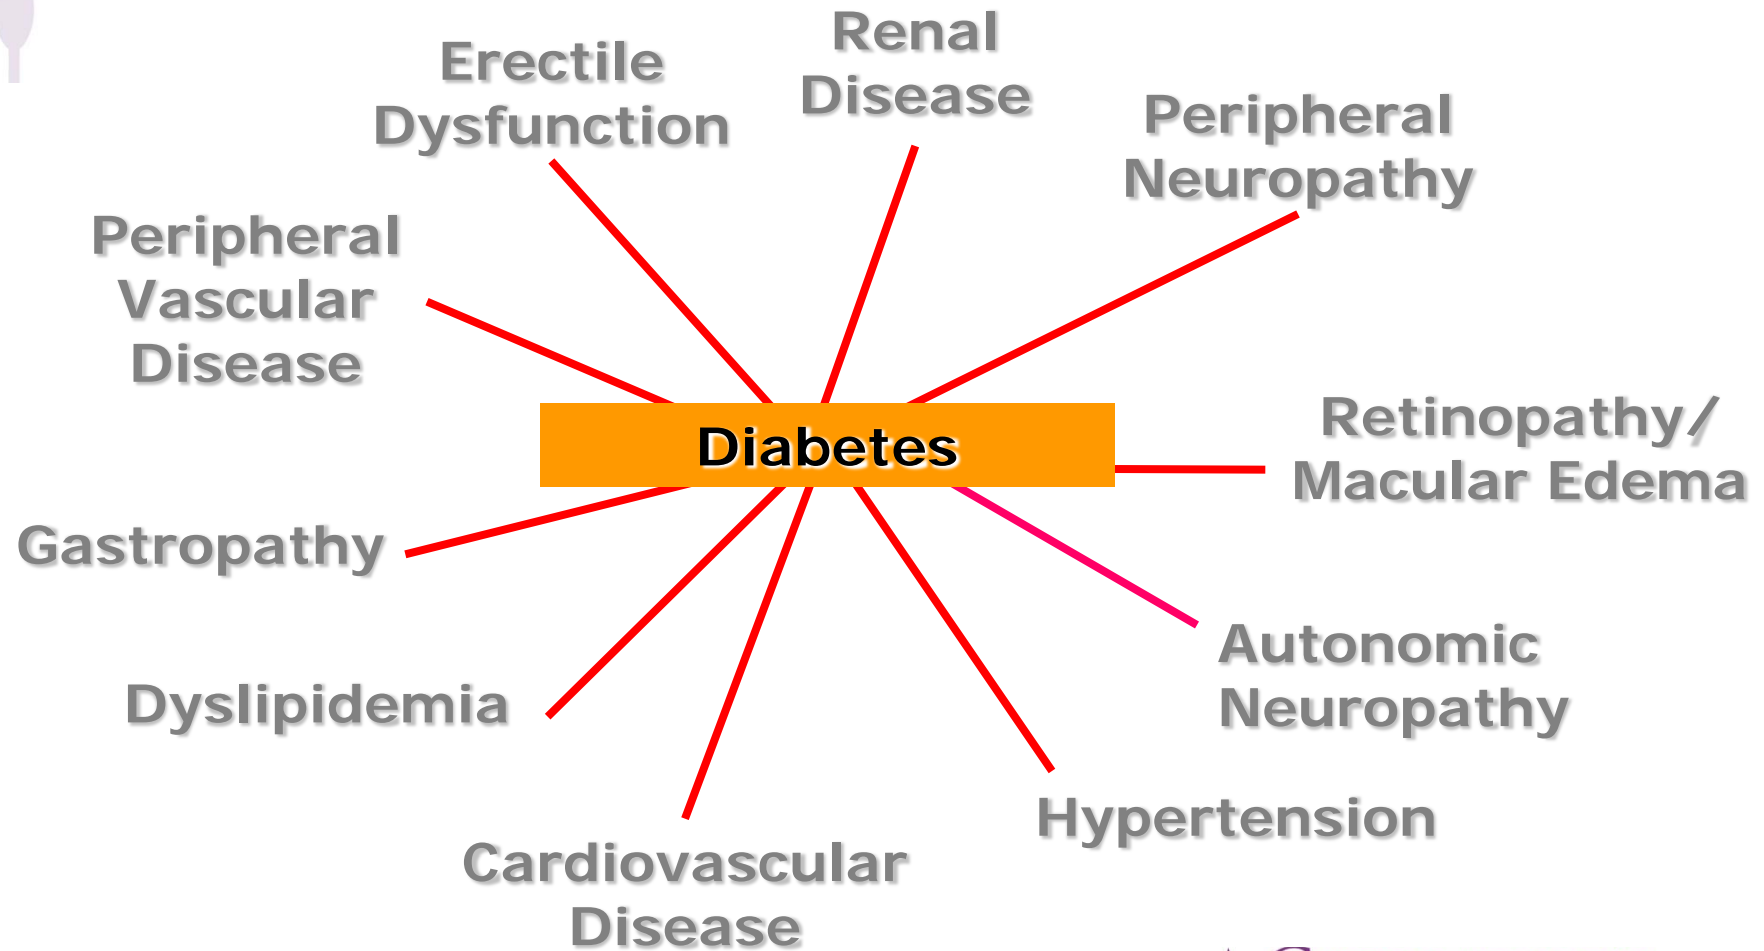 Renal
Disease
Erectile
Dysfunction
Peripheral
Neuropathy
Peripheral
Vascular
Disease
Retinopathy/
Macular Edema
Diabetes
Gastropathy
Autonomic
Neuropathy
Dyslipidemia
Hypertension
Cardiovascular
Disease